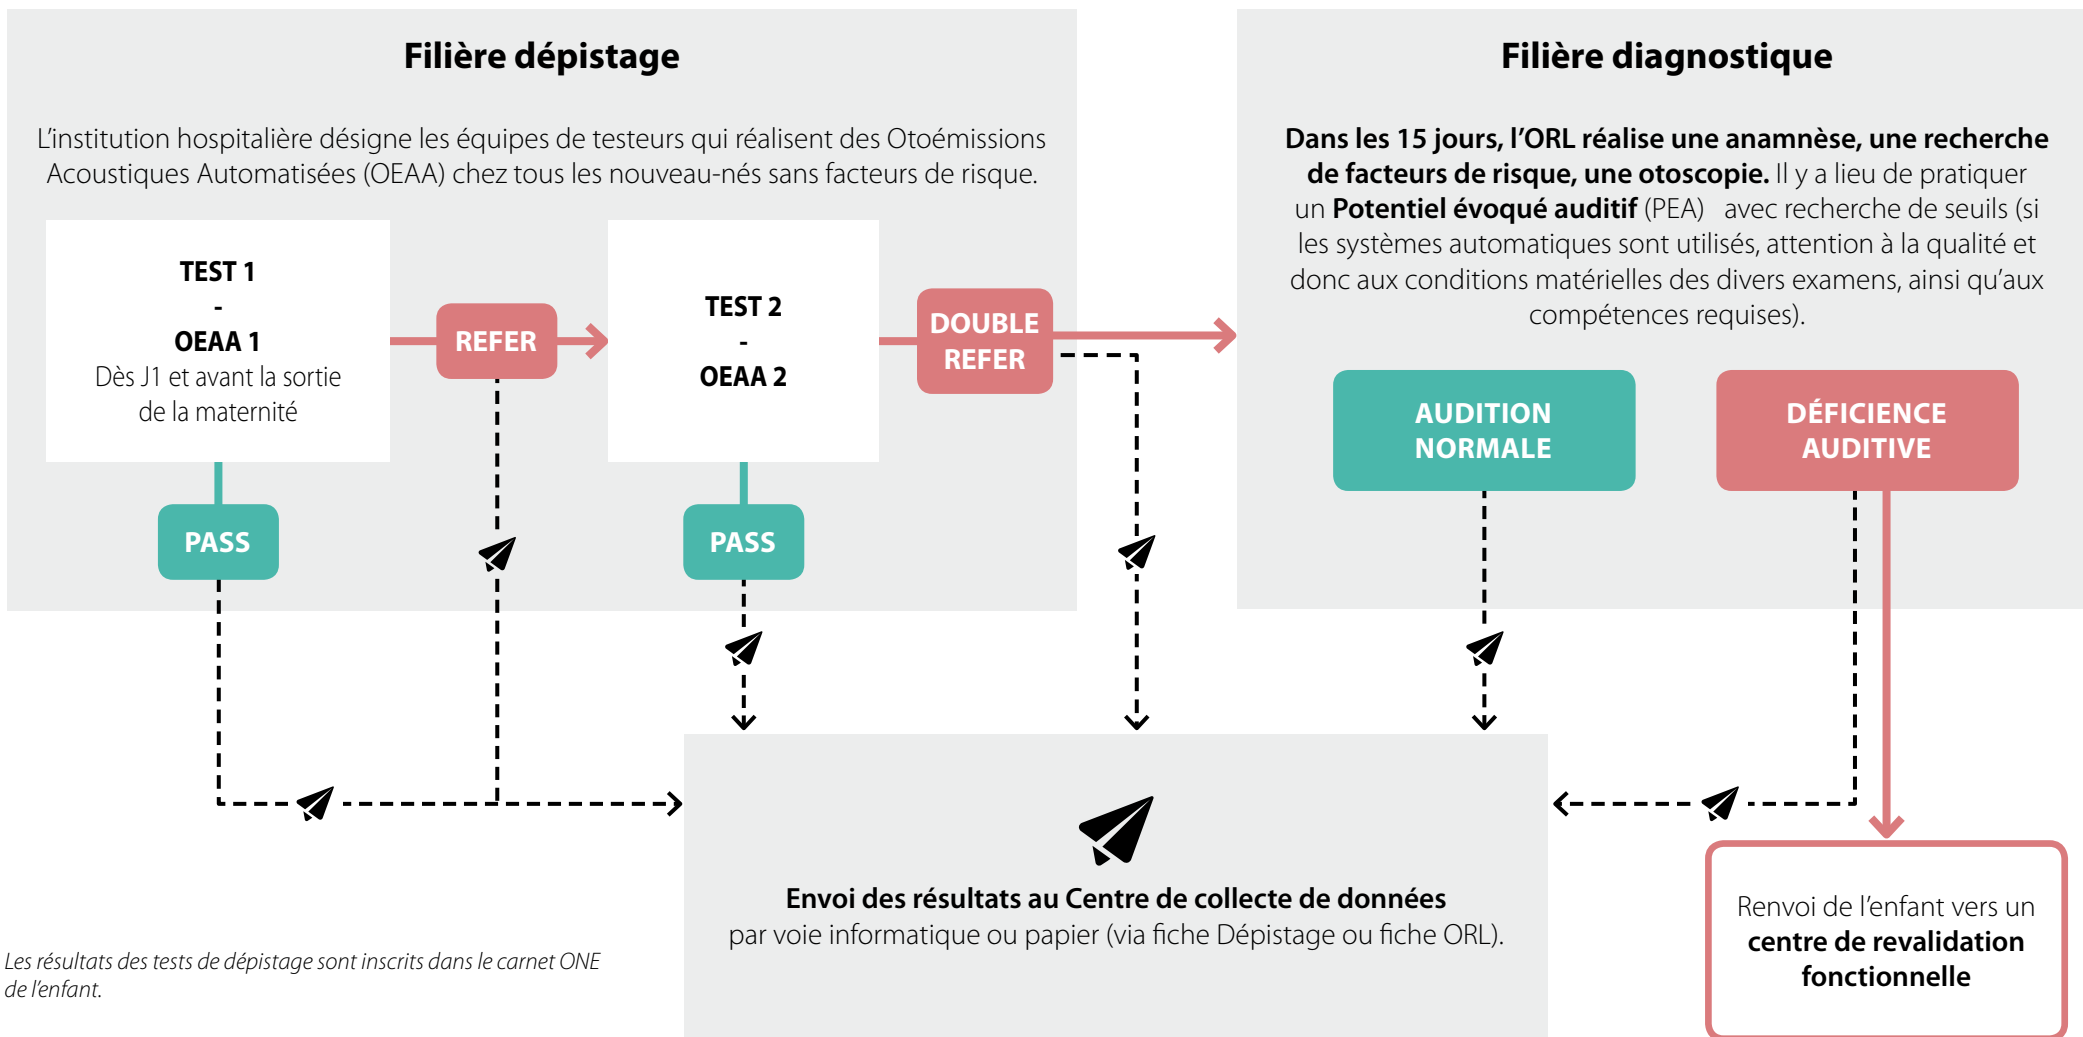 Filière dépistage
L'institution hospitalière désigne les équipes de testeurs qui réalisent des Otoémissions
Acoustiques Automatisées (OEAA) chez tous les nouveau-nés sans facteurs de risque.
TEST 1
-
OEAA 1
Dès J1 et avant la sortie
de la maternité
REFER
TEST 2
-
OEAA 2
DOUBLE
REFER
PASS
PASS
Filière diagnostique
Dans les 15 jours, l'ORL réalise une anamnèse, une recherche
de facteurs de risque, une otoscopie. Il y a lieu de pratiquer
un Potentiel évoqué auditif (PEA) avec recherche de seuils (si
les systèmes automatiques sont utilisés, attention à la qualité et
donc aux conditions matérielles des divers examens, ainsi qu'aux
compétences requises).
AUDITION
NORMALE
DÉFICIENCE
AUDITIVE
Envoi des résultats au Centre de collecte de données
par voie informatique ou papier (via fiche Dépistage ou fiche ORL).
Renvoi de l'enfant vers un
centre de revalidation
fonctionnelle
Les résultats des tests de dépistage sont inscrits dans le carnet ONE
de l'enfant.